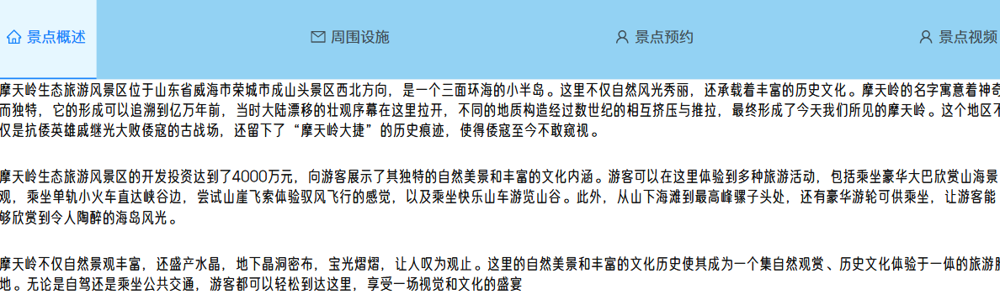 景点概述 周围设施 景点预约 景点视频
摩天岭生态旅游风景区位于山东省威海市荣城市成山头景区西北方向，是一个三面环海的小半岛。这里不仅自然风光秀丽，还承载着丰富的历史文化。摩天岭的名字寓意着神奇
而独特，它的形成可以追溯到亿万年前，当时大陆漂移的壮观序幕在这里拉开，不同的地质构造经过数世纪的相互挤压与推拉，最终形成了今天我们所见的摩天岭。这个地区不
仅是抗倭英雄戚继光大败倭寇的古战场，还留下了“摩天岭大捷”的历史痕迹，使得倭寇至今不敢窥视。
摩天岭生态旅游风景区的开发投资达到了4000万元，向游客展示了其独特的自然美景和丰富的文化内涵。游客可以在这里体验到多种旅游活动，包括乘坐豪华大巴欣赏山海景
观，乘坐单轨小火车直达峡谷边，尝试山崖飞索体验驭风飞行的感觉，以及乘坐快乐山车游览山谷。此外，从山下海滩到最高峰骡子头处，还有豪华游轮可供乘坐，让游客能
够欣赏到令人陶醉的海岛风光。
摩天岭不仅自然景观丰富，还盛产水晶，地下晶洞密布，宝光熠熠，让人叹为观止。这里的自然美景和丰富的文化历史使其成为一个集自然观赏、历史文化体验于一体的旅游胜
地。无论是自驾还是乘坐公共交通，游客都可以轻松到达这里，享受一场视觉和文化的盛宴